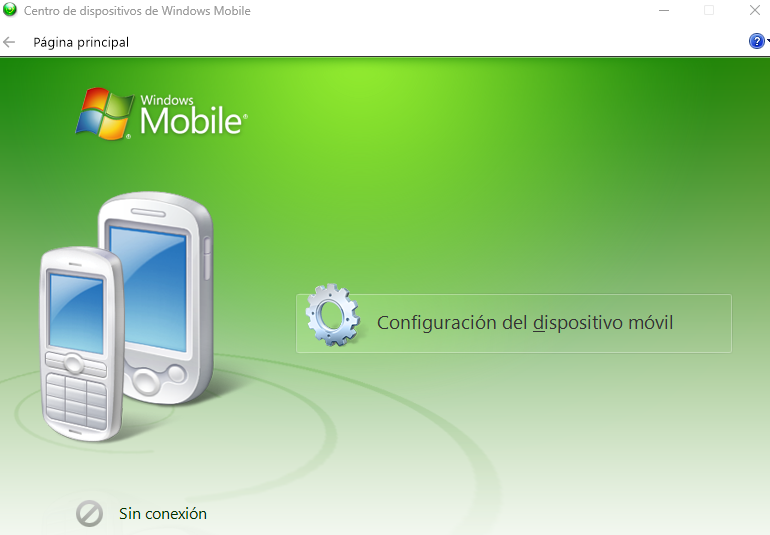 Centro de dispositivos de Windows Mobile
Página principal
Windows
Mobile®
Configuración del dispositivo móvil
Sin conexión